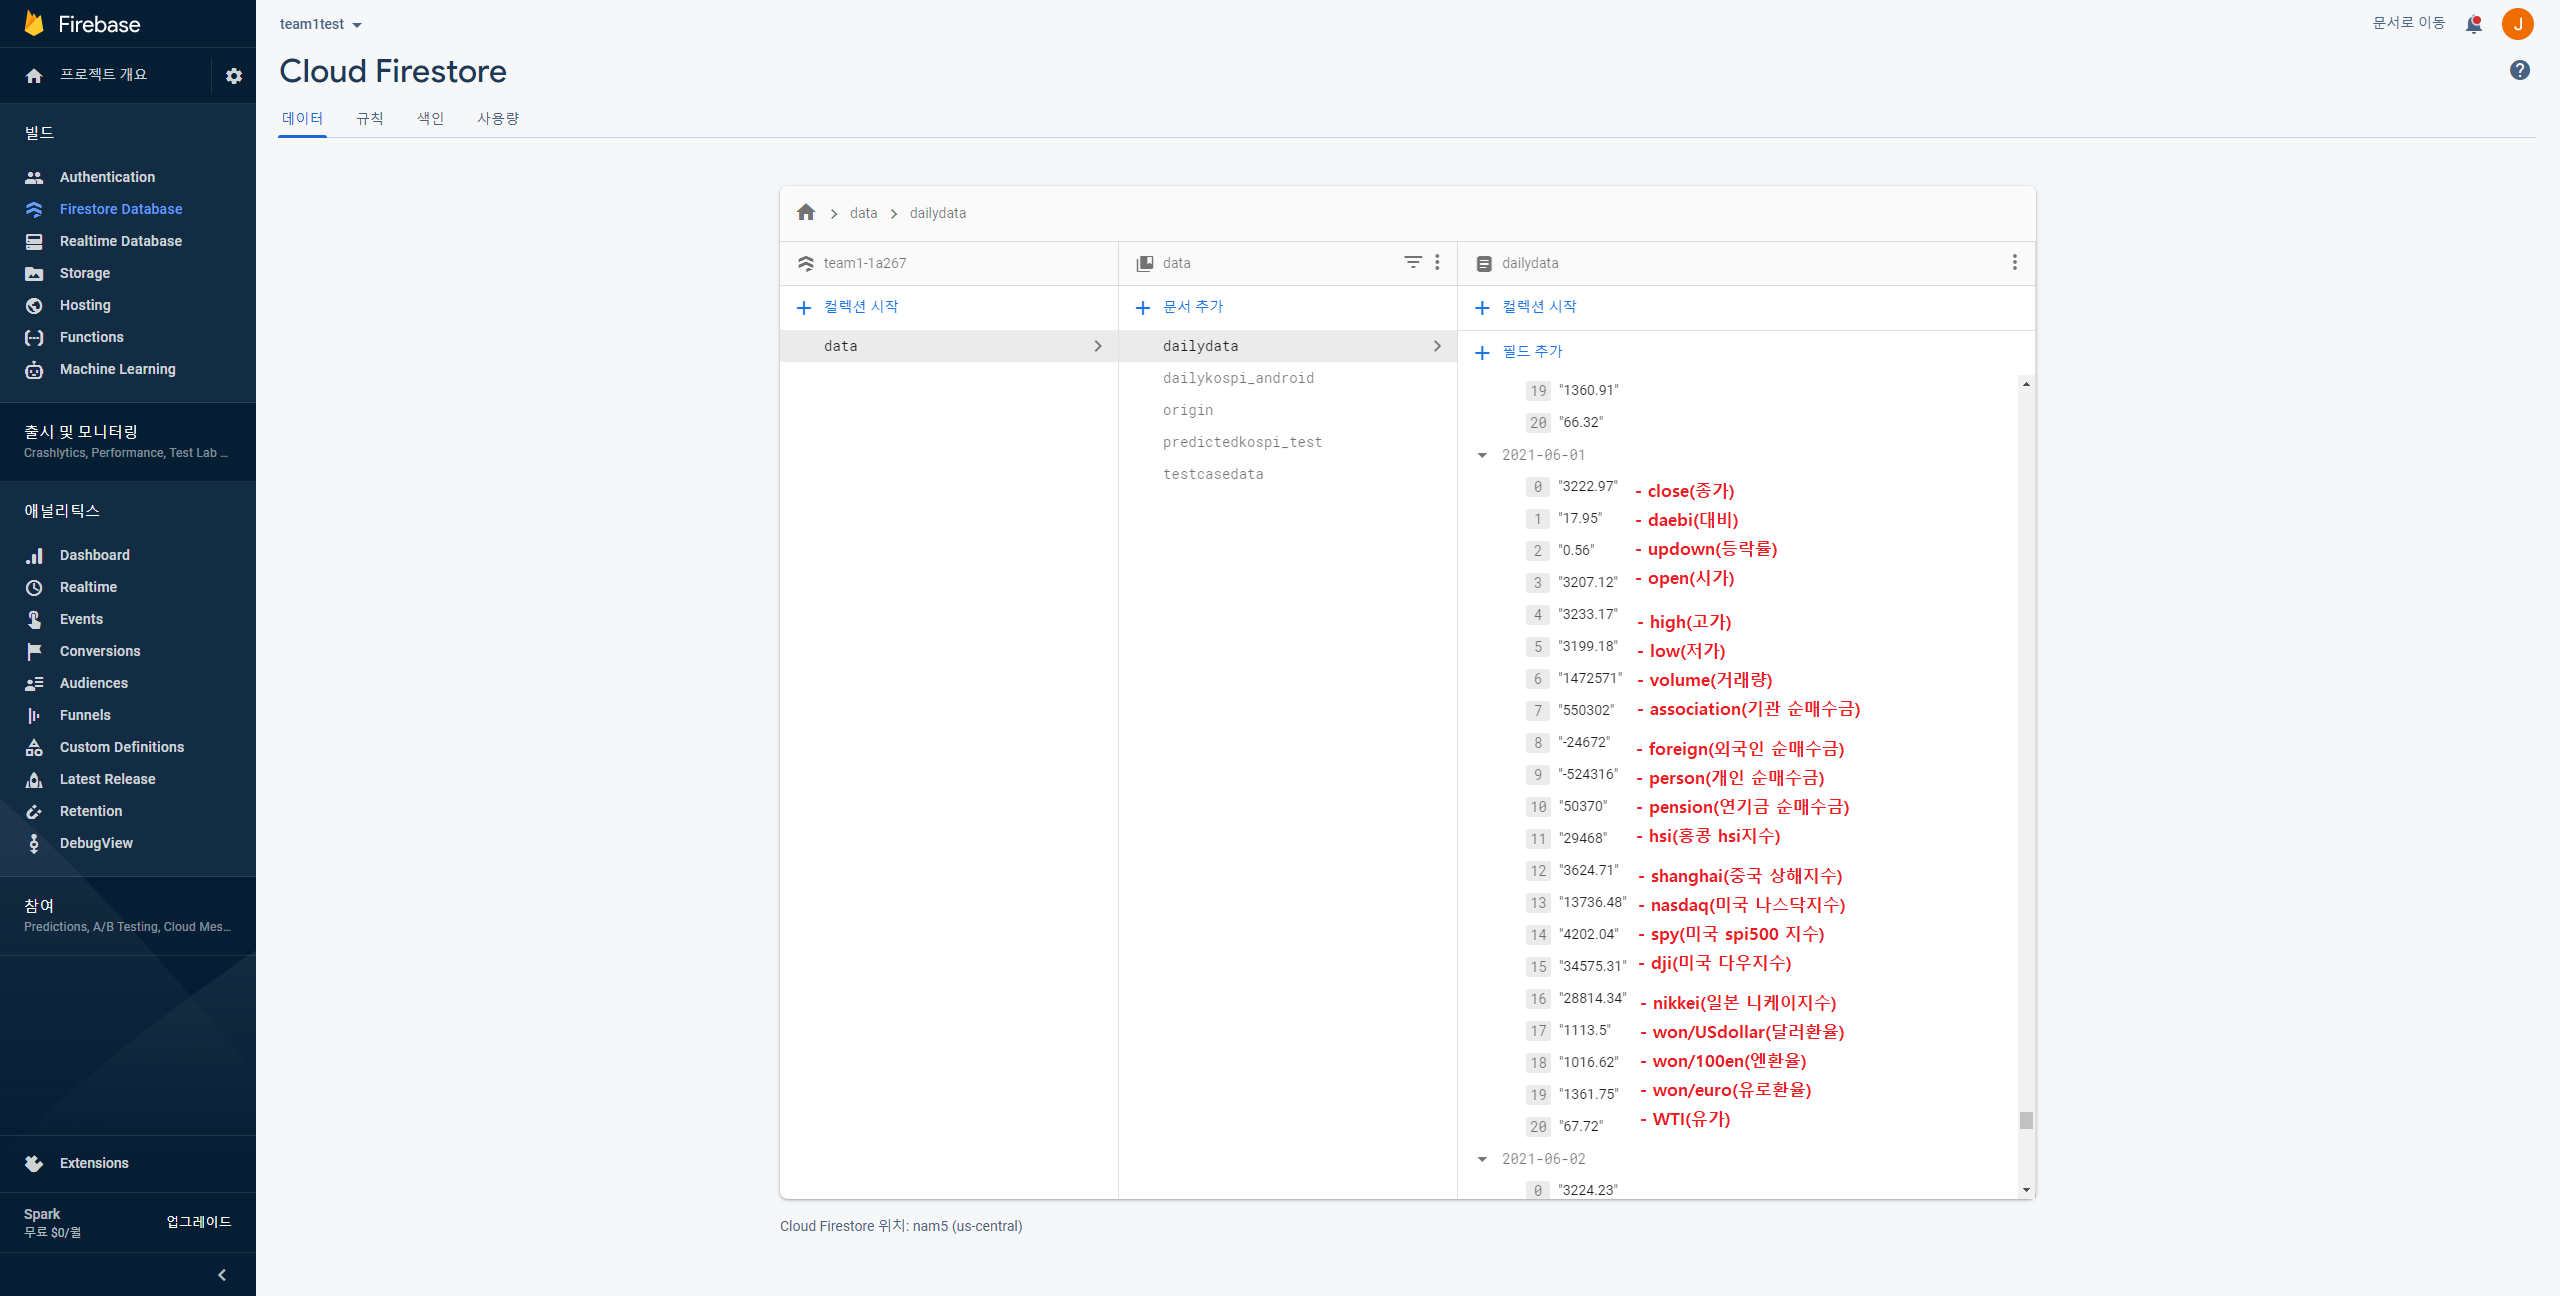 Firebase
프로젝트 개요
빌드
Authentication
Firestore Database
Realtime Database
Storage
Hosting
Functions
Machine Learning
출시 및 모니터링
Crashlytics, Performance, Test Lab ...
애널리틱스
Dashboard
Realtime
Events
Conversions
Audiences
Funnels
Custom Definitions
Latest Release
Retention
DebugView
참여
Predictions, A/B Testing, Cloud Mes...
Extensions
Spark
무료 $0/월
업그레이드
team1test
문서로 이동
J
Cloud Firestore
데이터 규칙 색인 사용량
data dailydata
team1-1a267
컬렉션 시작
data
data
문서 추가
dailydata
dailykospi_android
origin
predictedkospi_test
testcasedata
dailydata
컬렉션 시작
필드 추가
19 "1360.91"
20 "66.32"
2021-06-01
0 "3222.97" - close(종가)
1 "17.95" - daebi(대비)
2 "0.56" - updown(등락률)
3 "3207.12" - open(시가)
4 "3233.17" - high(고가)
5 "3199.18" - low(저가)
6 "1472571" - volume(거래량)
7 "550302" - association(기관 순매수금)
8 "-24672" - foreign(외국인 순매수금)
9 "-524316" - person(개인 순매수금)
10 "50370" - pension(연기금 순매수금)
11 "29468" - hsi(홍콩 hsi지수)
12 "3624.71" - shanghai(중국 상해지수)
13 "13736.48" - nasdaq(미국 나스닥지수)
14 "4202.04" - spy(미국 spi500 지수)
15 "34575.31" - dji(미국 다우지수)
16 "28814.34" - nikkei(일본 니케이지수)
17 "1113.5" - won/USdollar(달러환율)
18 "1016.62" - won/100en(엔환율)
19 "1361.75" - won/euro(유로환율)
20 "67.72" - WTI(유가)
2021-06-02
0 "3224.23"
Cloud Firestore 위치: nam5 (us-central)